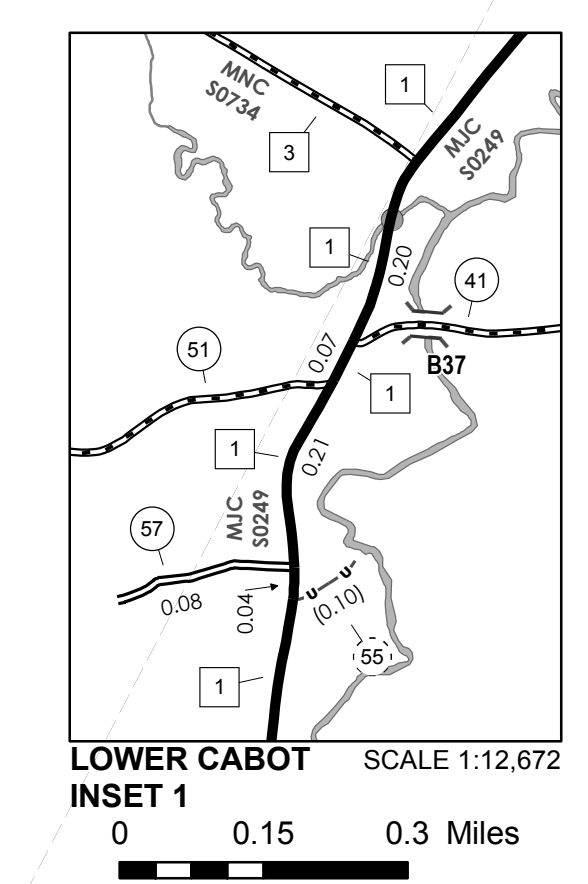 MNC
S0734
1
MJC
S0249
3
1
0.20
41
0.07
51
B37
1
1
0.21
MJC
S0249
57
0.08
0.04
(0.10)
55
1
LOWER CABOT
INSET 1
SCALE 1:12,672
0 0.15 0.3 Miles